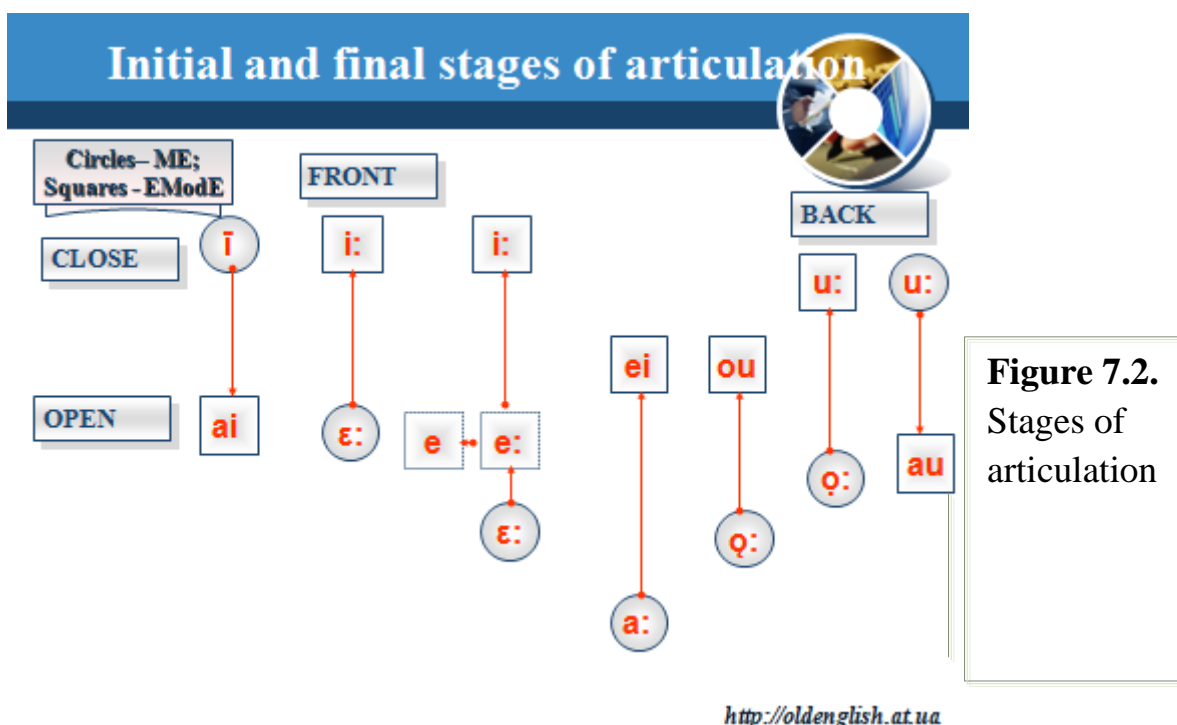 Initial and final stages of articulation
Circles– ME;
Squares - EModE
FRONT
BACK
CLOSE
ī
i:
i:
u:
u:
ei
ou
OPEN
ai
ɛ:
e
e:
ọ:
au
ɛ:
ǫ:
a:
Figure 7.2.
Stages of
articulation
http://oldenglish.at.ua